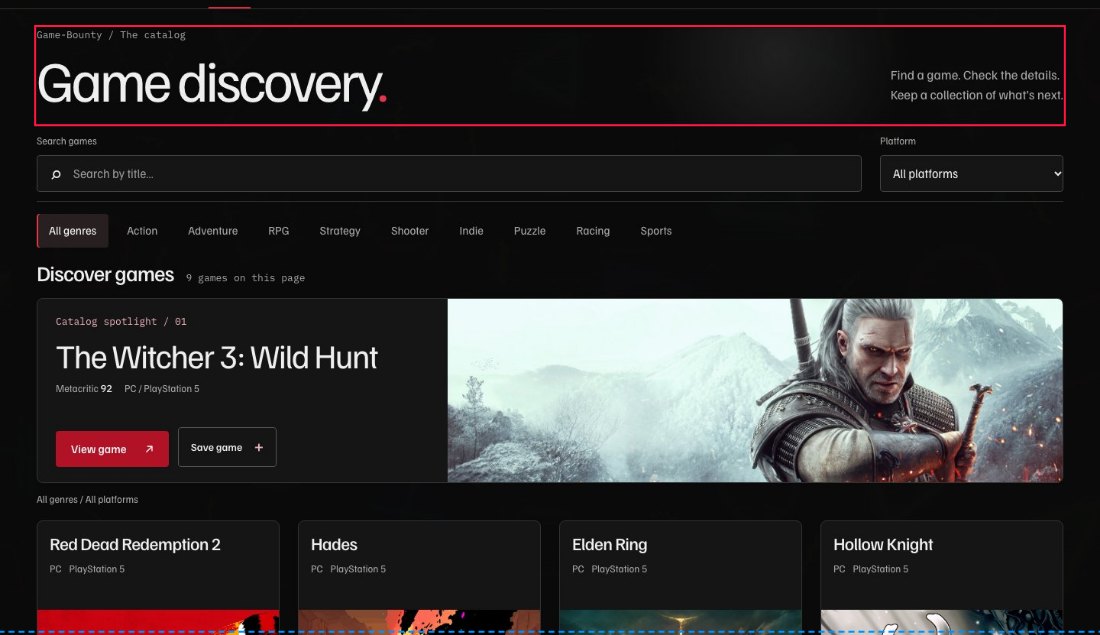 Game-Bounty / The catalog
Game discovery.
Find a game. Check the details.
Keep a collection of what's next.
Search games
Platform
Search by title...
All platforms
All genres
Action
Adventure
RPG
Strategy
Shooter
Indie
Puzzle
Racing
Sports
Discover games
9 games on this page
Catalog spotlight / 01
The Witcher 3: Wild Hunt
Metacritic 92 PC / PlayStation 5
View game
Save game
All genres / All platforms
Red Dead Redemption 2
PC PlayStation 5
Hades
PC PlayStation 5
Elden Ring
PC PlayStation 5
Hollow Knight
PC PlayStation 5